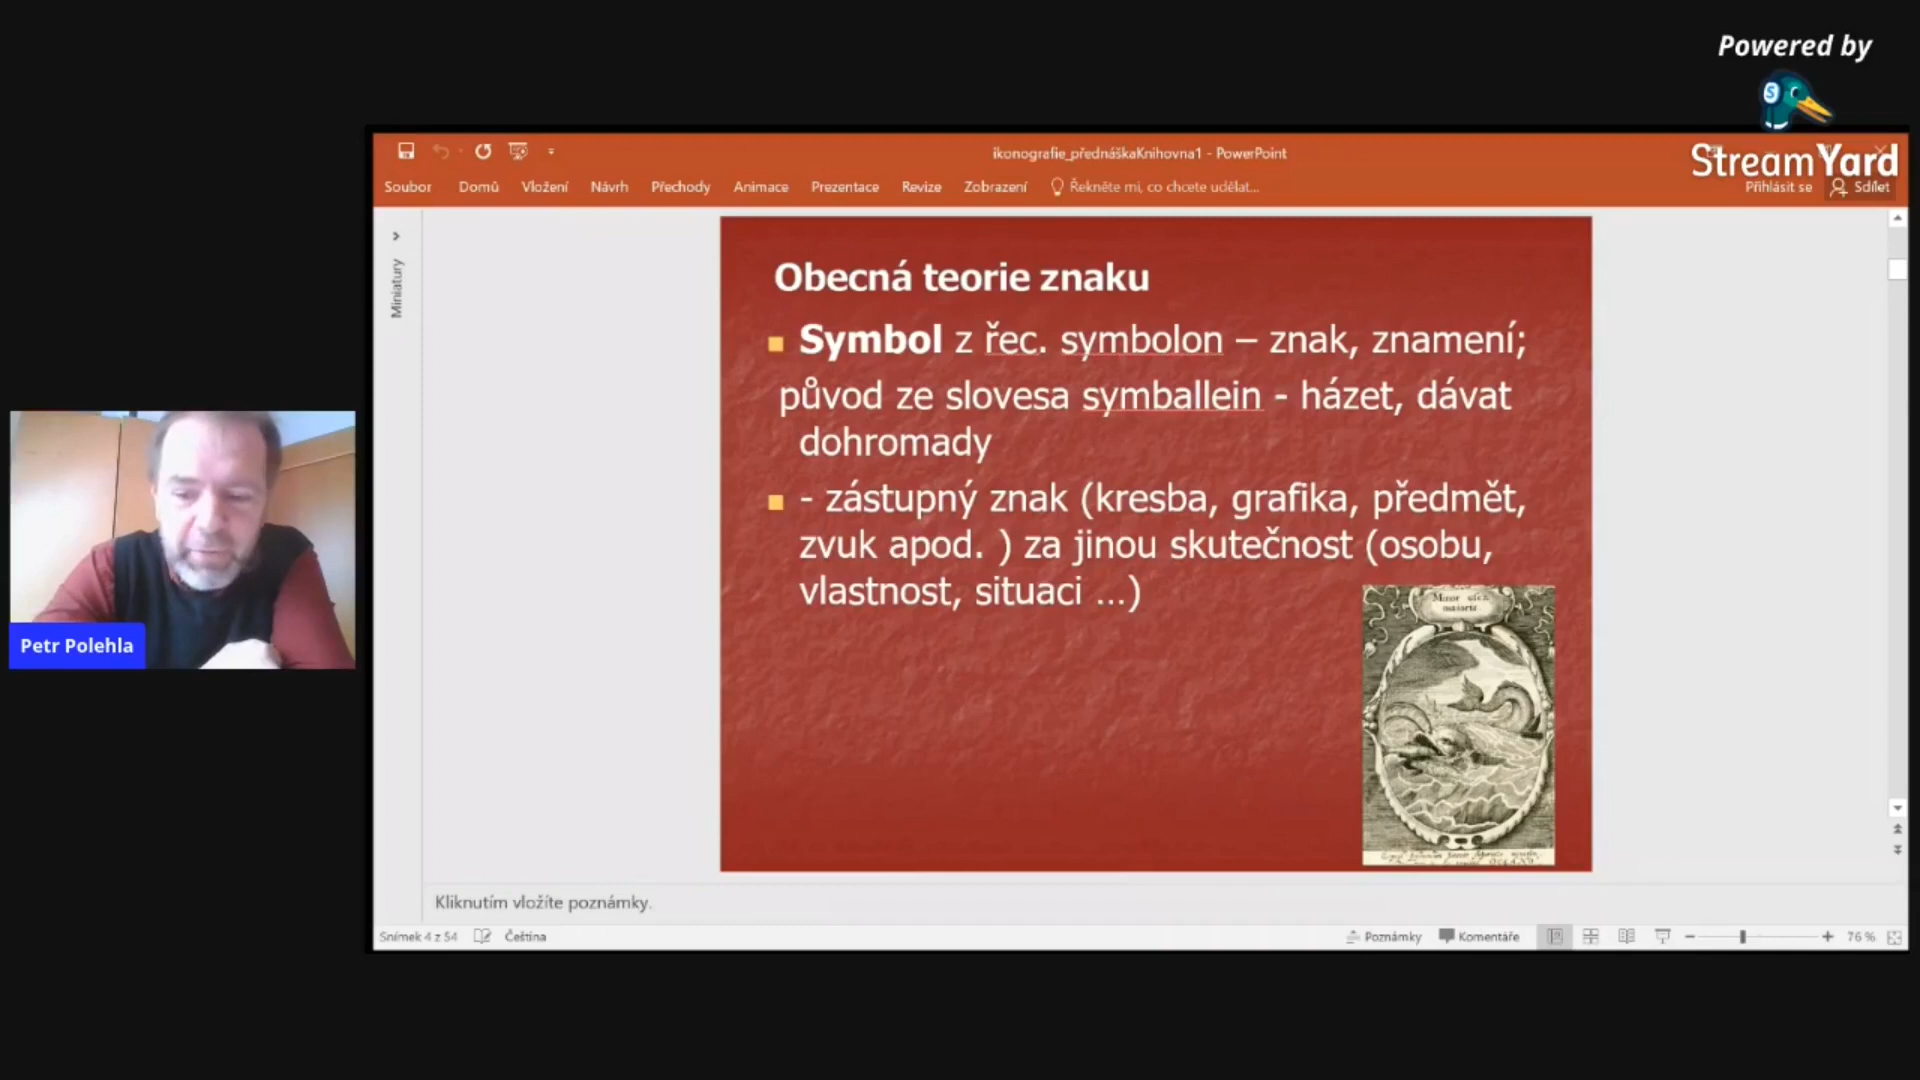 Powered by
StreamYard
ikonografie_přednáškaKnihovna1 - PowerPoint
Soubor Domů Vložení Návrh Přechody Animace Prezentace Revize Zobrazení Řekněte mi, co chcete udělat... Přihlásit se Sdílet
Miniatury
Obecná teorie znaku
Symbol z řec. symbolon – znak, znamení;
původ ze slovesa symballein - házet, dávat
dohromady
- zástupný znak (kresba, grafika, předmět,
zvuk apod. ) za jinou skutečnost (osobu,
vlastnost, situaci ...)
Petr Polehla
Kliknutím vložíte poznámky.
Snímek 4 z 54 Čeština Poznámky Komentáře 76 %